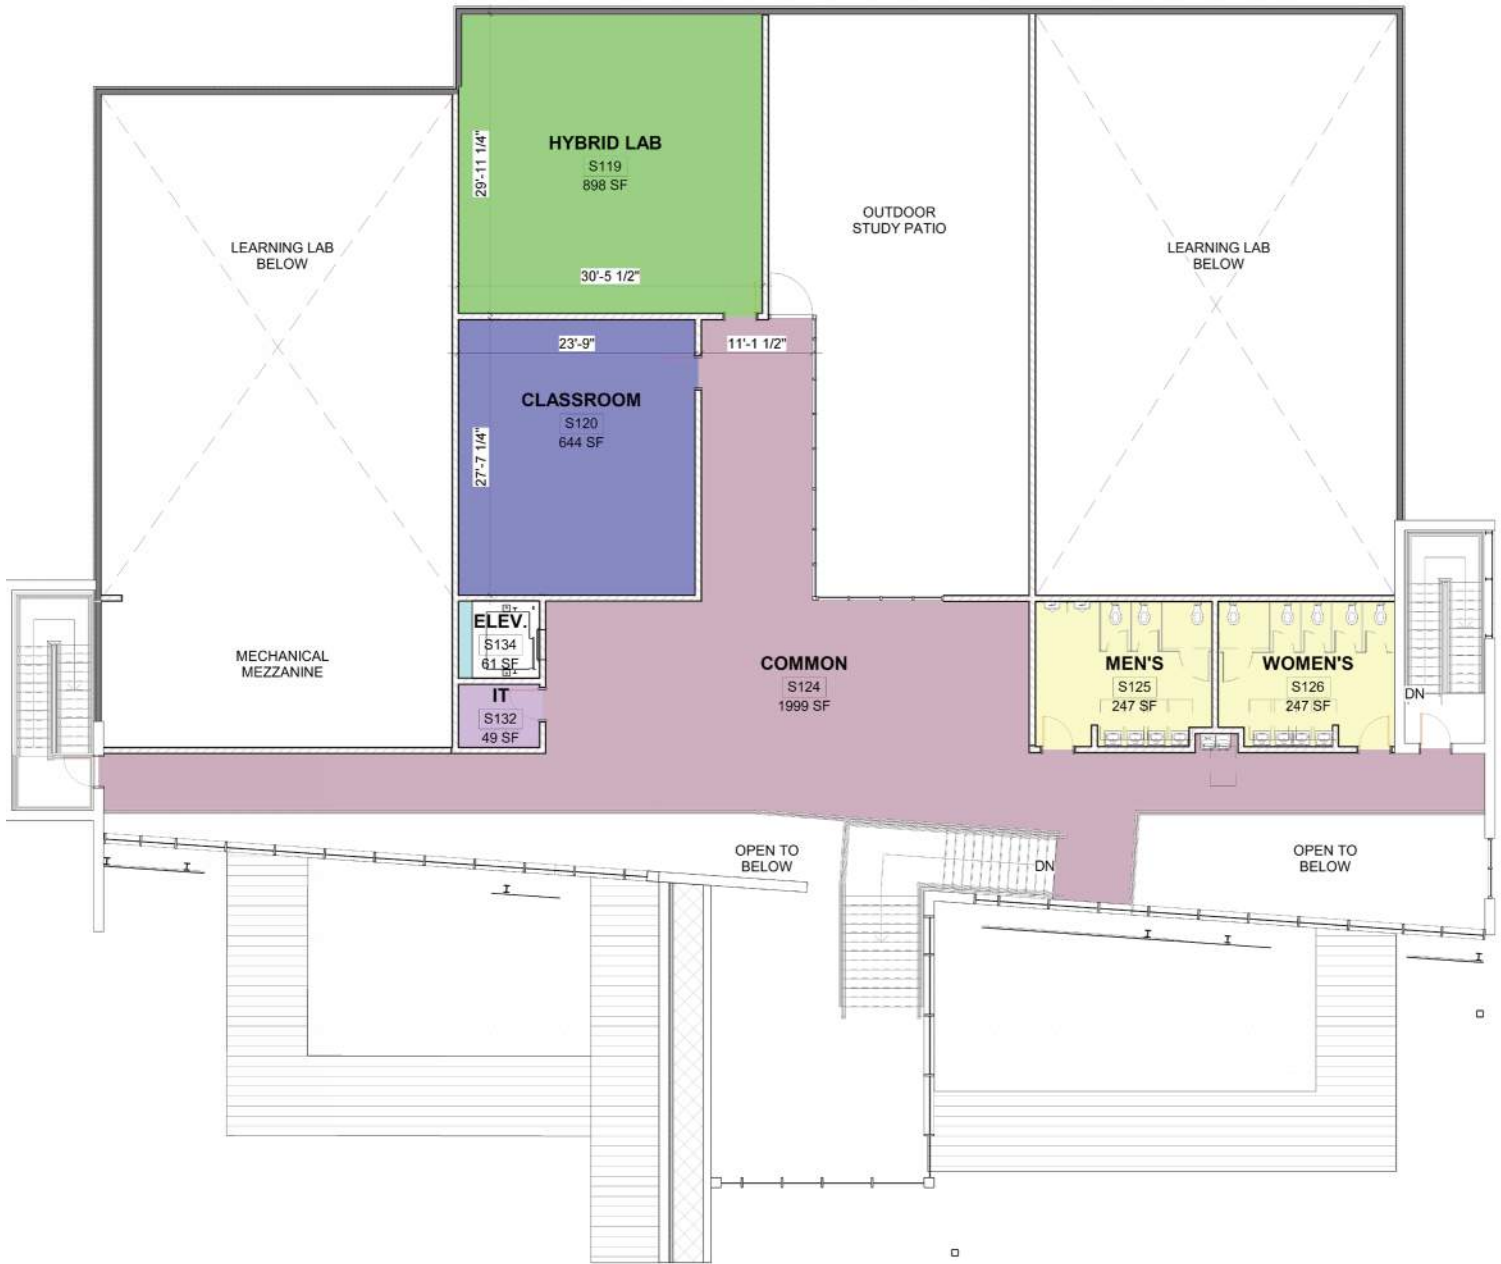 HYBRID LAB
S119
898 SF
29'-11 1/4"
30'-5 1/2"
OUTDOOR
STUDY PATIO
LEARNING LAB
BELOW
LEARNING LAB
BELOW
23'-9"
11'-1 1/2"
CLASSROOM
S120
644 SF
27'-7 1/4"
ELEV.
S134
61 SF
MECHANICAL
MEZZANINE
IT
S132
49 SF
COMMON
S124
1999 SF
MEN'S
S125
247 SF
WOMEN'S
S126
247 SF
DN
OPEN TO
BELOW
DN
OPEN TO
BELOW